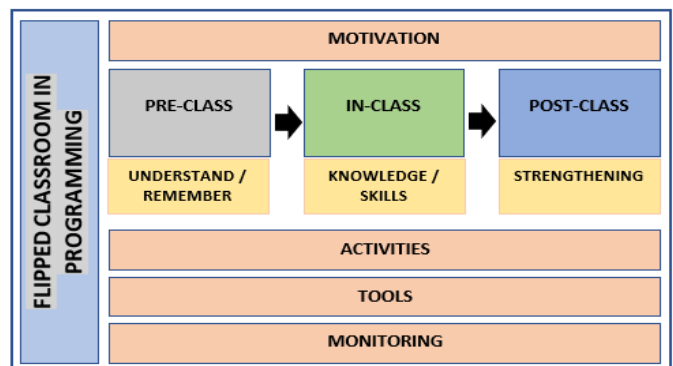 FLIPPED CLASSROOM IN
PROGRAMMING
MOTIVATION
PRE-CLASS
IN-CLASS
POST-CLASS
UNDERSTAND /
REMEMBER
KNOWLEDGE /
SKILLS
STRENGTHENING
ACTIVITIES
TOOLS
MONITORING